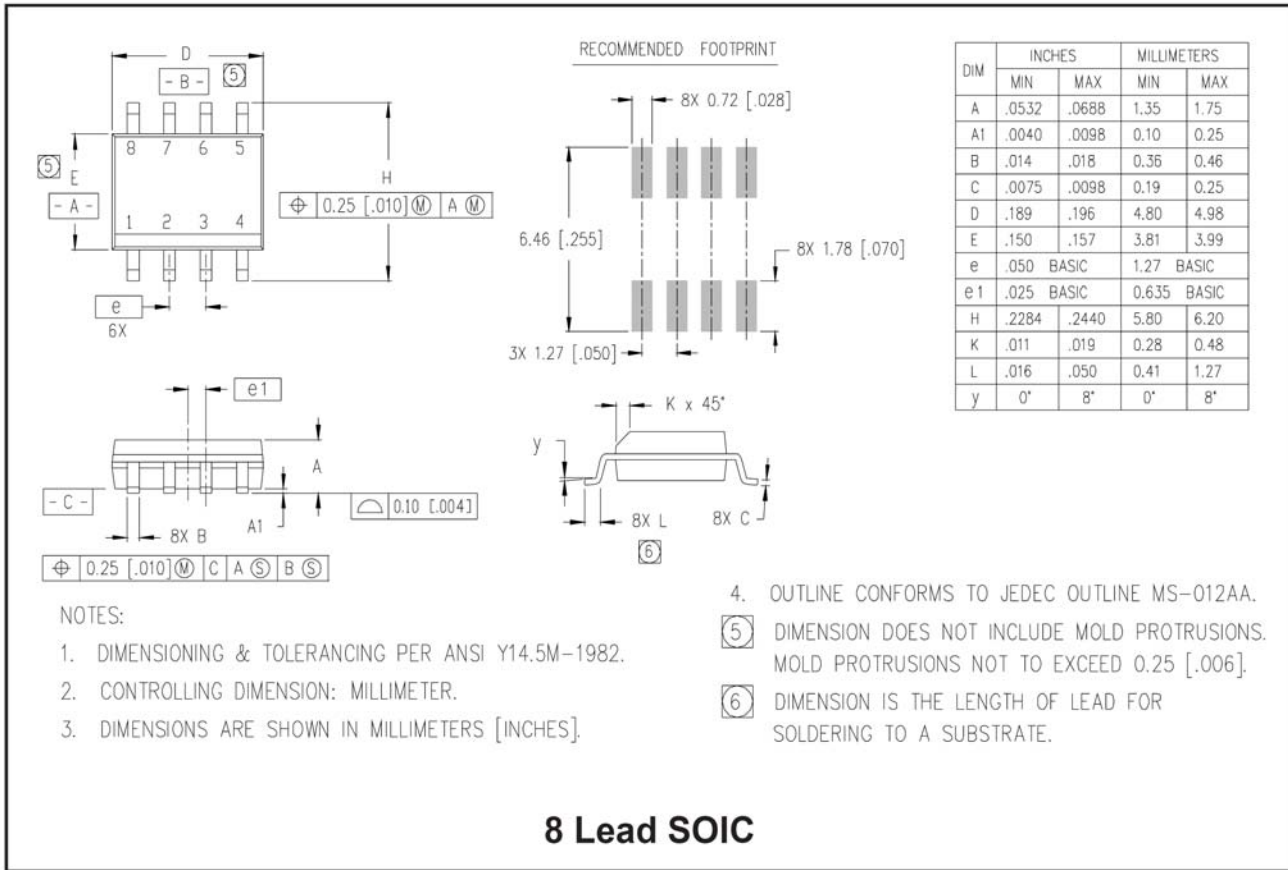 D
- B -
5
8 7 6 5
5
E
- A -
H
⌖ 0.25 [.010] Ⓜ A Ⓜ
1 2 3 4
e
6X
RECOMMENDED FOOTPRINT
8X 0.72 [.028]
6.46 [.255]
8X 1.78 [.070]
3X 1.27 [.050]
DIM INCHES MILLIMETERS
MIN MAX MIN MAX
A .0532 .0688 1.35 1.75
A1 .0040 .0098 0.10 0.25
B .014 .018 0.36 0.46
C .0075 .0098 0.19 0.25
D .189 .196 4.80 4.98
E .150 .157 3.81 3.99
e .050 BASIC 1.27 BASIC
e1 .025 BASIC 0.635 BASIC
H .2284 .2440 5.80 6.20
K .011 .019 0.28 0.48
L .016 .050 0.41 1.27
y 0° 8° 0° 8°
e1
A
- C -
8X B
A1
⌓ 0.10 [.004]
⌖ 0.25 [.010] Ⓜ C A Ⓢ B Ⓢ
K x 45°
y
8X L
8X C
6
NOTES:
1. DIMENSIONING & TOLERANCING PER ANSI Y14.5M-1982.
2. CONTROLLING DIMENSION: MILLIMETER.
3. DIMENSIONS ARE SHOWN IN MILLIMETERS [INCHES].
4. OUTLINE CONFORMS TO JEDEC OUTLINE MS-012AA.
5 DIMENSION DOES NOT INCLUDE MOLD PROTRUSIONS.
MOLD PROTRUSIONS NOT TO EXCEED 0.25 [.006].
6 DIMENSION IS THE LENGTH OF LEAD FOR
SOLDERING TO A SUBSTRATE.
8 Lead SOIC